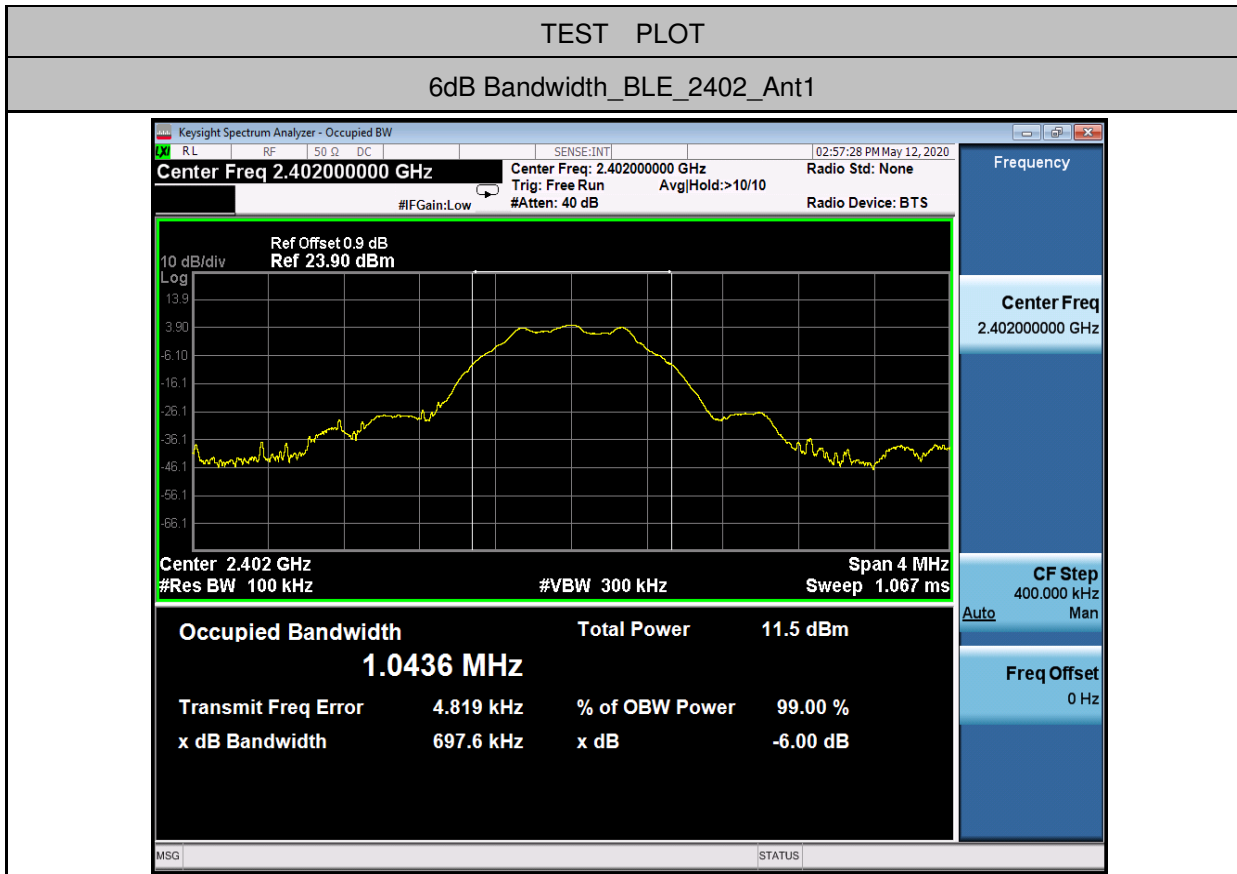 TEST PLOT
6dB Bandwidth_BLE_2402_Ant1
Keysight Spectrum Analyzer - Occupied BW
LXI RL RF 50 Ω DC SENSE:INT 02:57:28 PM May 12, 2020
Center Freq 2.402000000 GHz
#IFGain:Low
Center Freq: 2.402000000 GHz
Trig: Free Run Avg|Hold:>10/10
#Atten: 40 dB
Radio Std: None
Radio Device: BTS
Ref Offset 0.9 dB
10 dB/div Ref 23.90 dBm
Log
13.9
3.90
-6.10
-16.1
-26.1
-36.1
-46.1
-56.1
-66.1
Center 2.402 GHz Span 4 MHz
#Res BW 100 kHz #VBW 300 kHz Sweep 1.067 ms
Occupied Bandwidth Total Power 11.5 dBm
1.0436 MHz
Transmit Freq Error 4.819 kHz % of OBW Power 99.00 %
x dB Bandwidth 697.6 kHz x dB -6.00 dB
MSG STATUS
Frequency
Center Freq
2.402000000 GHz
CF Step
400.000 kHz
Auto Man
Freq Offset
0 Hz